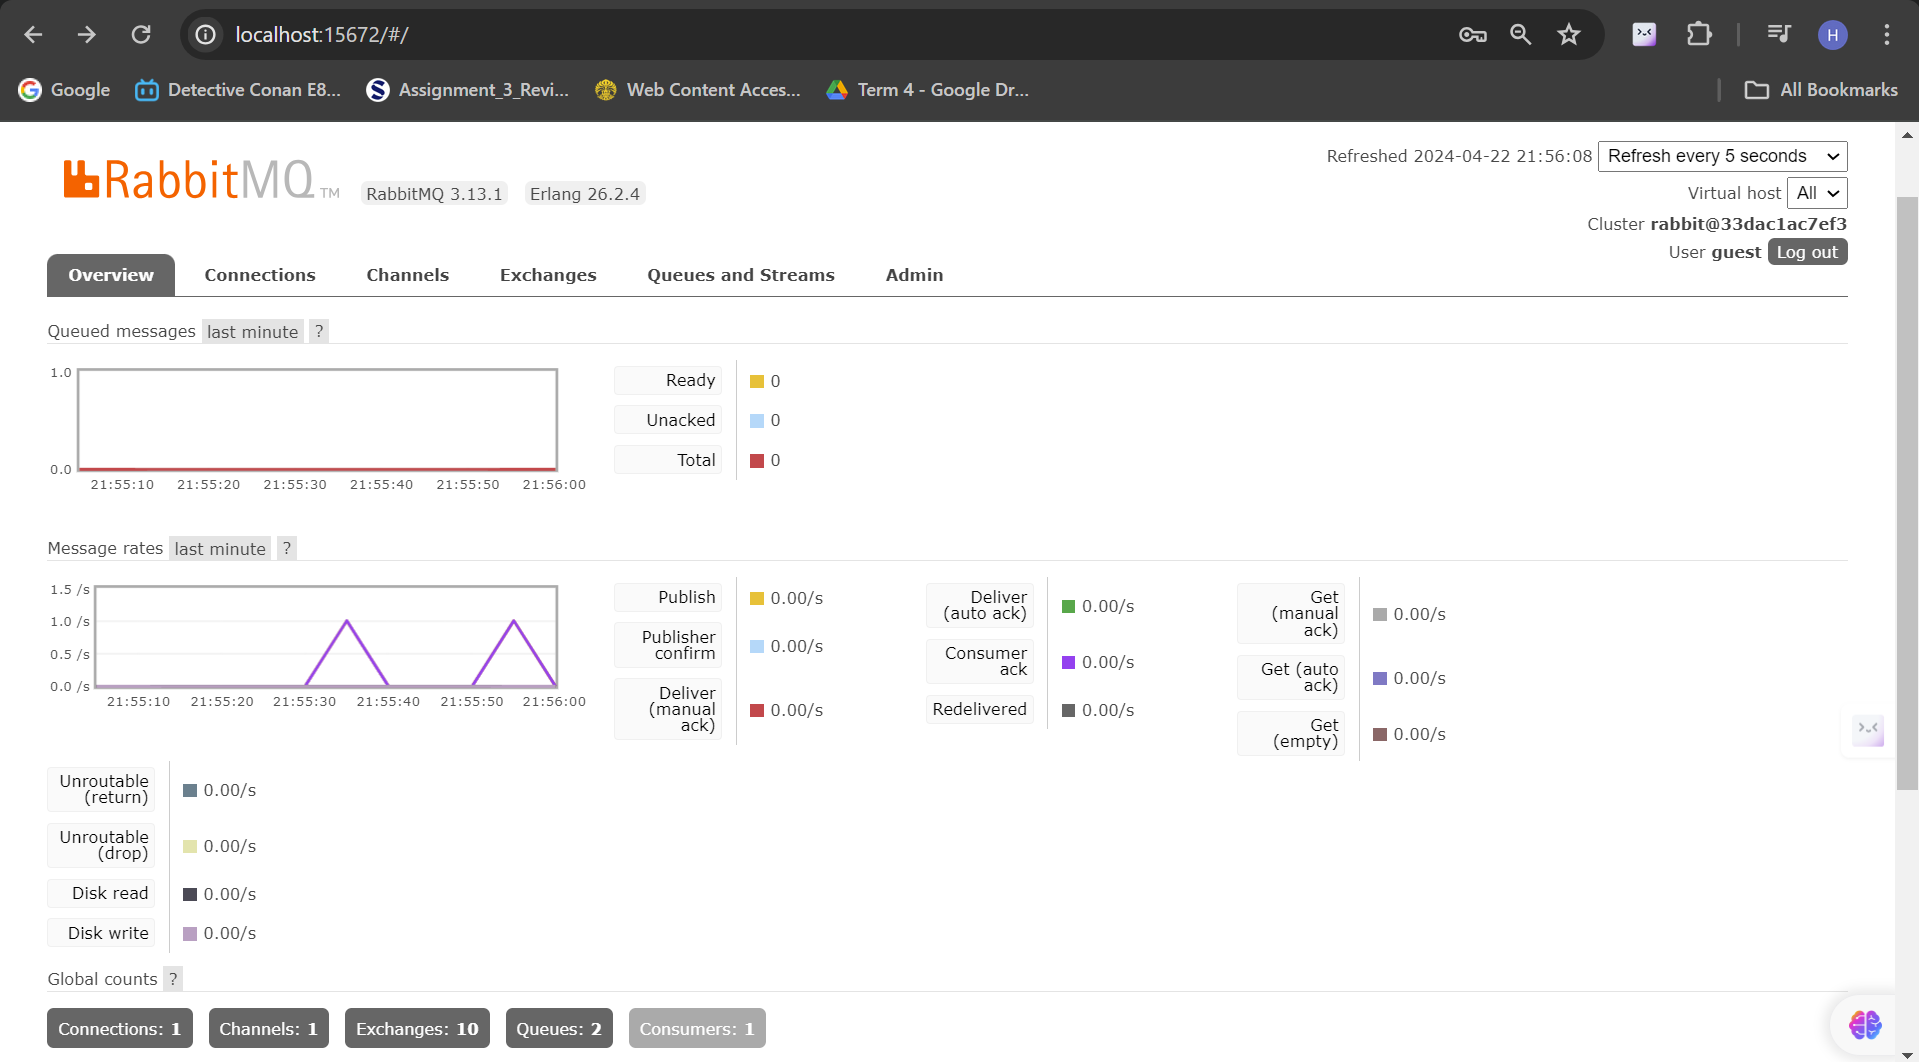 localhost:15672/#/
H
Google
Detective Conan E8...
Assignment_3_Revi...
Web Content Acces...
Term 4 - Google Dr...
All Bookmarks
RabbitMQ TM
RabbitMQ 3.13.1
Erlang 26.2.4
Refreshed 2024-04-22 21:56:08
Refresh every 5 seconds
Virtual host
All
Cluster rabbit@33dac1ac7ef3
User guest
Log out
Overview
Connections
Channels
Exchanges
Queues and Streams
Admin
Queued messages last minute ?
1.0
0.0
21:55:10 21:55:20 21:55:30 21:55:40 21:55:50 21:56:00
Ready 0
Unacked 0
Total 0
Message rates last minute ?
1.5 /s
1.0 /s
0.5 /s
0.0 /s
21:55:10 21:55:20 21:55:30 21:55:40 21:55:50 21:56:00
Publish 0.00/s
Publisher
confirm 0.00/s
Deliver
(manual
ack) 0.00/s
Deliver
(auto ack) 0.00/s
Consumer
ack 0.00/s
Redelivered 0.00/s
Get
(manual
ack) 0.00/s
Get (auto
ack) 0.00/s
Get
(empty) 0.00/s
Unroutable
(return) 0.00/s
Unroutable
(drop) 0.00/s
Disk read 0.00/s
Disk write 0.00/s
Global counts ?
Connections: 1
Channels: 1
Exchanges: 10
Queues: 2
Consumers: 1